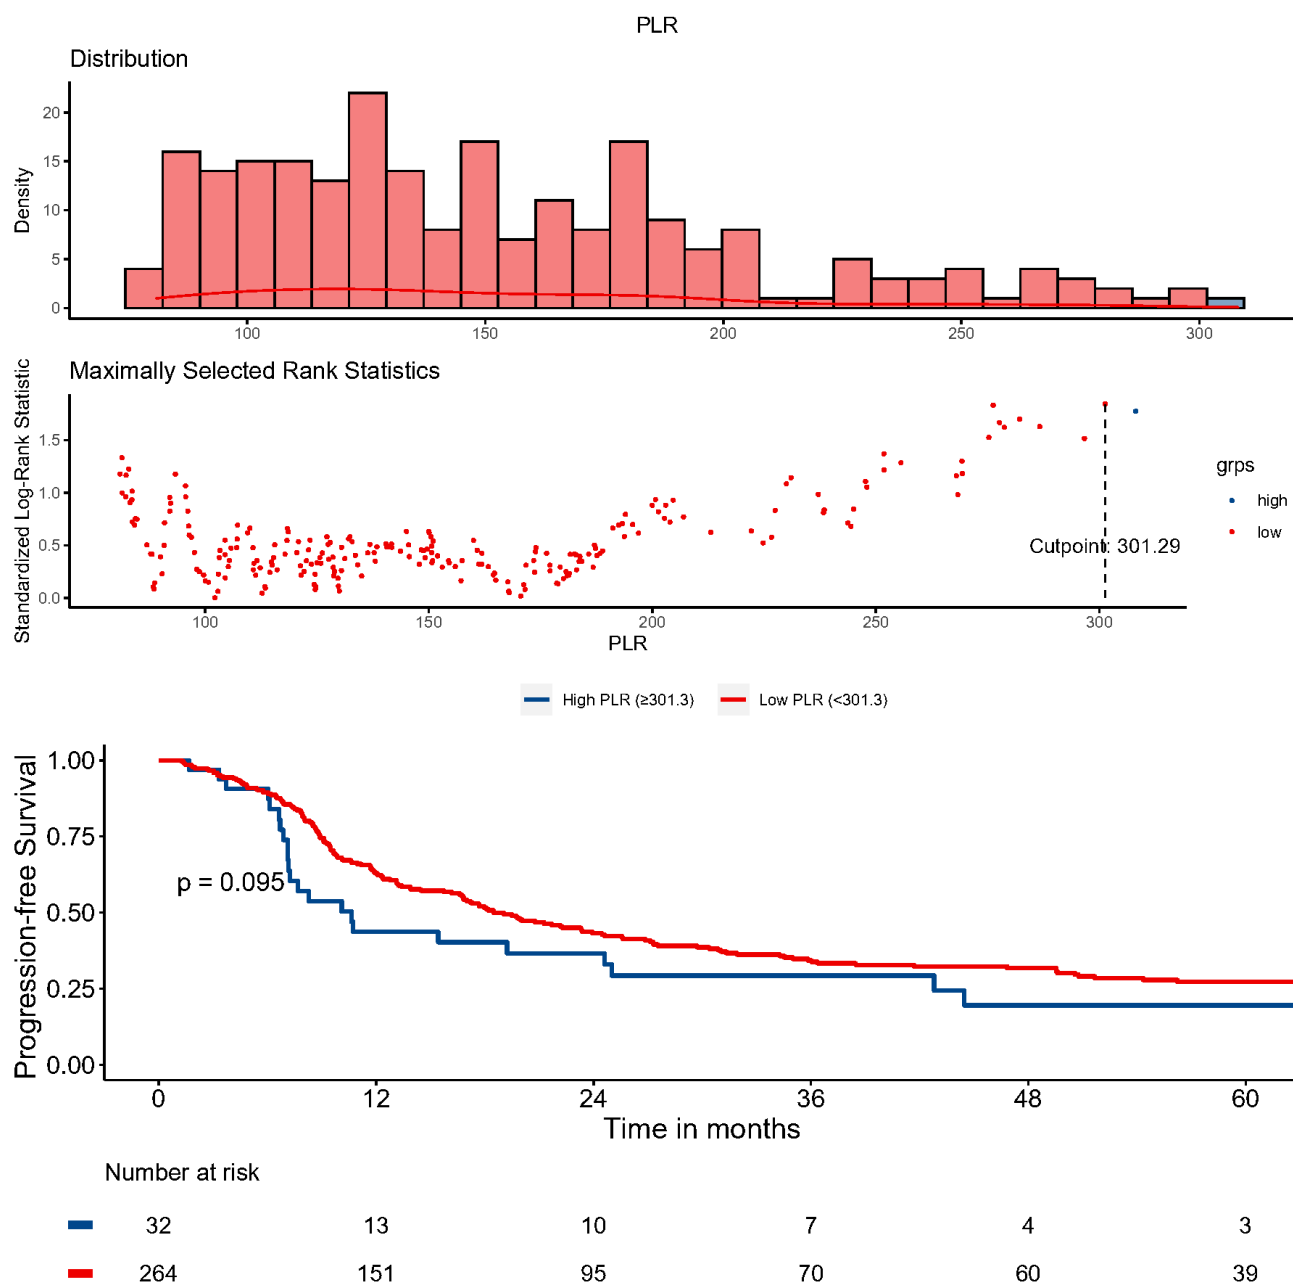 PLR
Distribution
Density
20
15
10
5
0
100 150 200 250 300
Maximally Selected Rank Statistics
Standardized Log-Rank Statistic
1.5
1.0
0.5
0.0
grps
high
low
Cutpoint: 301.29
100 150 200 250 300
PLR
High PLR (≥301.3) Low PLR (<301.3)
Progression-free Survival
1.00
0.75
0.50
0.25
0.00
p = 0.095
0 12 24 36 48 60
Time in months
Number at risk
32 13 10 7 4 3
264 151 95 70 60 39